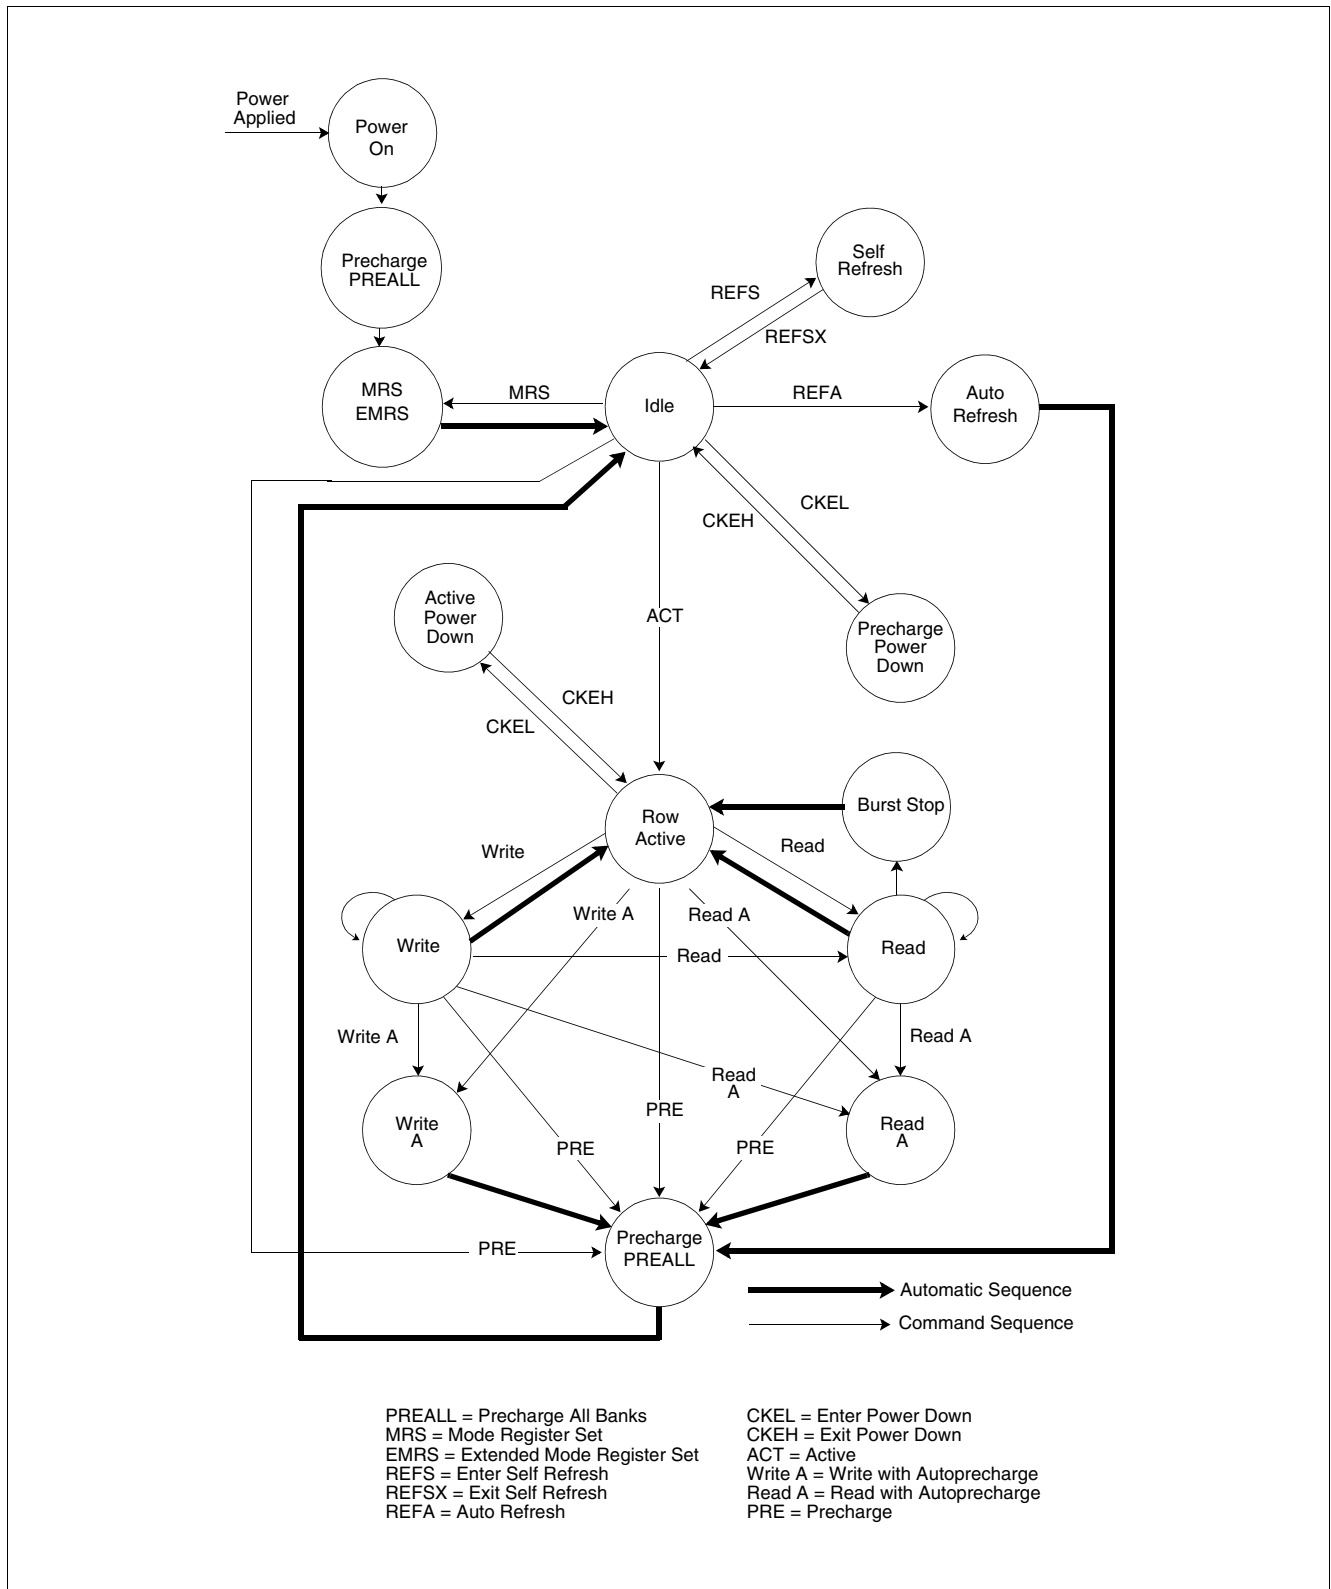 Power
Applied
Power
On
Precharge
PREALL
Self
Refresh
REFS
REFSX
MRS
EMRS
MRS
Idle
REFA
Auto
Refresh
CKEL
CKEH
Active
Power
Down
ACT
Precharge
Power
Down
CKEH
CKEL
Row
Active
Burst Stop
Write
Read
Write A
Read A
Write
Read
Read
Write A
Read A
Read
A
Write
A
PRE
Read
A
PRE
PRE
Precharge
PREALL
PRE
Automatic Sequence
Command Sequence
PREALL = Precharge All Banks
MRS = Mode Register Set
EMRS = Extended Mode Register Set
REFS = Enter Self Refresh
REFSX = Exit Self Refresh
REFA = Auto Refresh
CKEL = Enter Power Down
CKEH = Exit Power Down
ACT = Active
Write A = Write with Autoprecharge
Read A = Read with Autoprecharge
PRE = Precharge